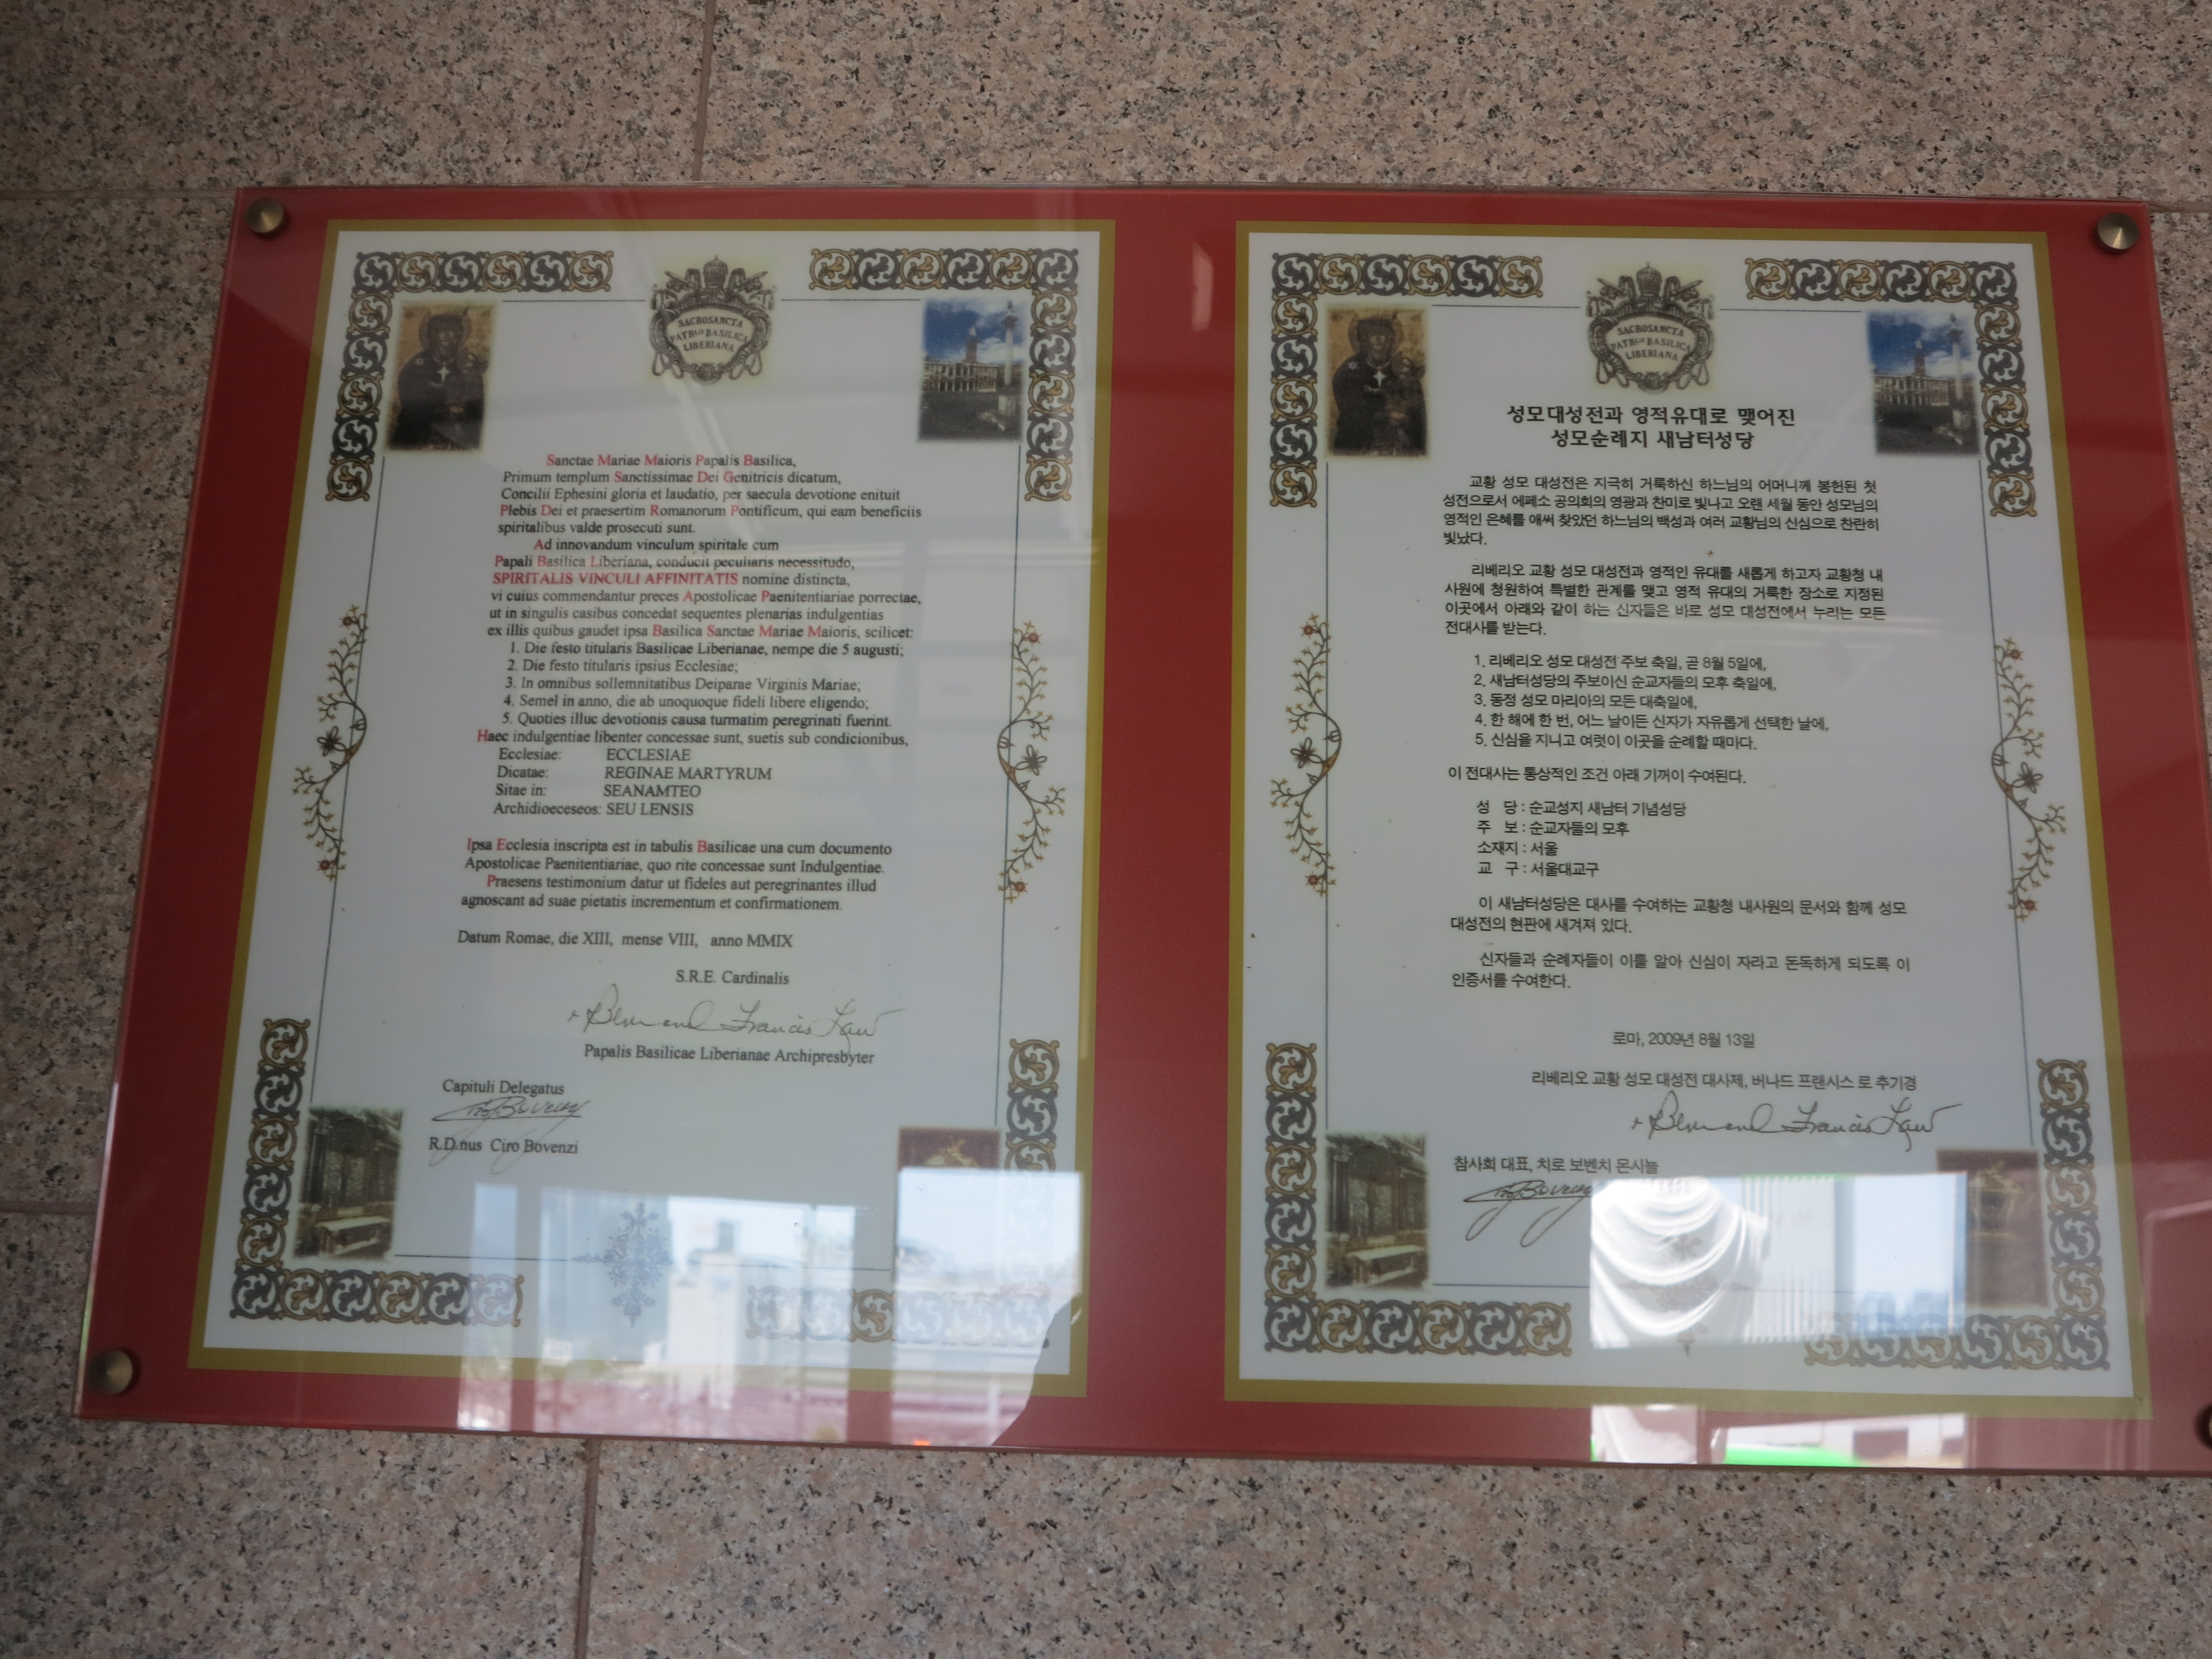 SACROSANCTA
PATRI. BASILICA
LIBERIANA
Sanctae Mariae Maioris Papalis Basilica,
Primum templum Sanctissimae Dei Genitricis dicatum,
Concilii Ephesini gloria et laudatio, per saecula devotione enituit
Plebis Dei et praesertim Romanorum Pontificum, qui eam beneficiis
spiritalibus valde prosecuti sunt.
Ad innovandum vinculum spirituale cum
Papali Basilica Liberiana, conducit peculiaris necessitudo,
SPIRITALIS VINCULI AFFINITATIS nomine distincta,
vi cuius commendantur preces Apostolicae Paenitentiariae porrectae,
ut in singulis casibus concedat sequentes plenarias indulgentias
ex illis quibus gaudet ipsa Basilica Sanctae Mariae Maioris, scilicet:
1. Die festo titularis Basilicae Liberianae, nempe die 5 augusti;
2. Die festo titularis ipsius Ecclesiae;
3. In omnibus sollemnitatibus Deiparae Virginis Mariae;
4. Semel in anno, die ab unoquoque fideli libere eligendo;
5. Quoties illuc devotionis causa turmatim peregrinati fuerint.
Haec indulgentiae libenter concessae sunt, suetis sub condicionibus,
Ecclesiae: ECCLESIAE
Dicatae: REGINAE MARTYRUM
Sitae in: SEANAMTEO
Archidioeceseos: SEU LENSIS
Ipsa Ecclesia inscripta est in tabulis Basilicae una cum documento
Apostolicae Paenitentiariae, quo rite concessae sunt Indulgentiae.
Praesens testimonium datur ut fideles aut peregrinantes illud
agnoscant ad suae pietatis incrementum et confirmationem.
Datum Romae, die XIII, mense VIII, anno MMIX
S.R.E. Cardinalis
+ Bernard Francis Law
Papalis Basilicae Liberianae Archipresbyter
Capituli Delegatus
Ciro Bovenzi
R.D.nus Ciro Bovenzi
SACROSANCTA
PATRI. BASILICA
LIBERIANA
성모대성전과 영적유대로 맺어진
성모순례지 새남터성당
교황 성모 대성전은 지극히 거룩하신 하느님의 어머니께 봉헌된 첫
성전으로서 에페소 공의회의 영광과 찬미로 빛나고 오랜 세월 동안 성모님의
영적인 은혜를 애써 찾았던 하느님의 백성과 여러 교황님의 신심으로 찬란히
빛났다.
리베리오 교황 성모 대성전과 영적인 유대를 새롭게 하고자 교황청 내
사원에 청원하여 특별한 관계를 맺고 영적 유대의 거룩한 장소로 지정된
이곳에서 아래와 같이 하는 신자들은 바로 성모 대성전에서 누리는 모든
전대사를 받는다.
1. 리베리오 성모 대성전 주보 축일, 곧 8월 5일에,
2. 새남터성당의 주보이신 순교자들의 모후 축일에,
3. 동정 성모 마리아의 모든 대축일에,
4. 한 해에 한 번, 어느 날이든 신자가 자유롭게 선택한 날에,
5. 신심을 지니고 여럿이 이곳을 순례할 때마다.
이 전대사는 통상적인 조건 아래 기꺼이 수여된다.
성 당 : 순교성지 새남터 기념성당
주 보 : 순교자들의 모후
소재지 : 서울
교 구 : 서울대교구
이 새남터성당은 대사를 수여하는 교황청 내사원의 문서와 함께 성모
대성전의 현판에 새겨져 있다.
신자들과 순례자들이 이를 알아 신심이 자라고 돈독하게 되도록 이
인증서를 수여한다.
로마, 2009년 8월 13일
리베리오 교황 성모 대성전 대사제, 버나드 프랜시스 로 추기경
+ Bernard Francis Law
참사회 대표, 치로 보벤치 몬시뇰
Ciro Bovenzi